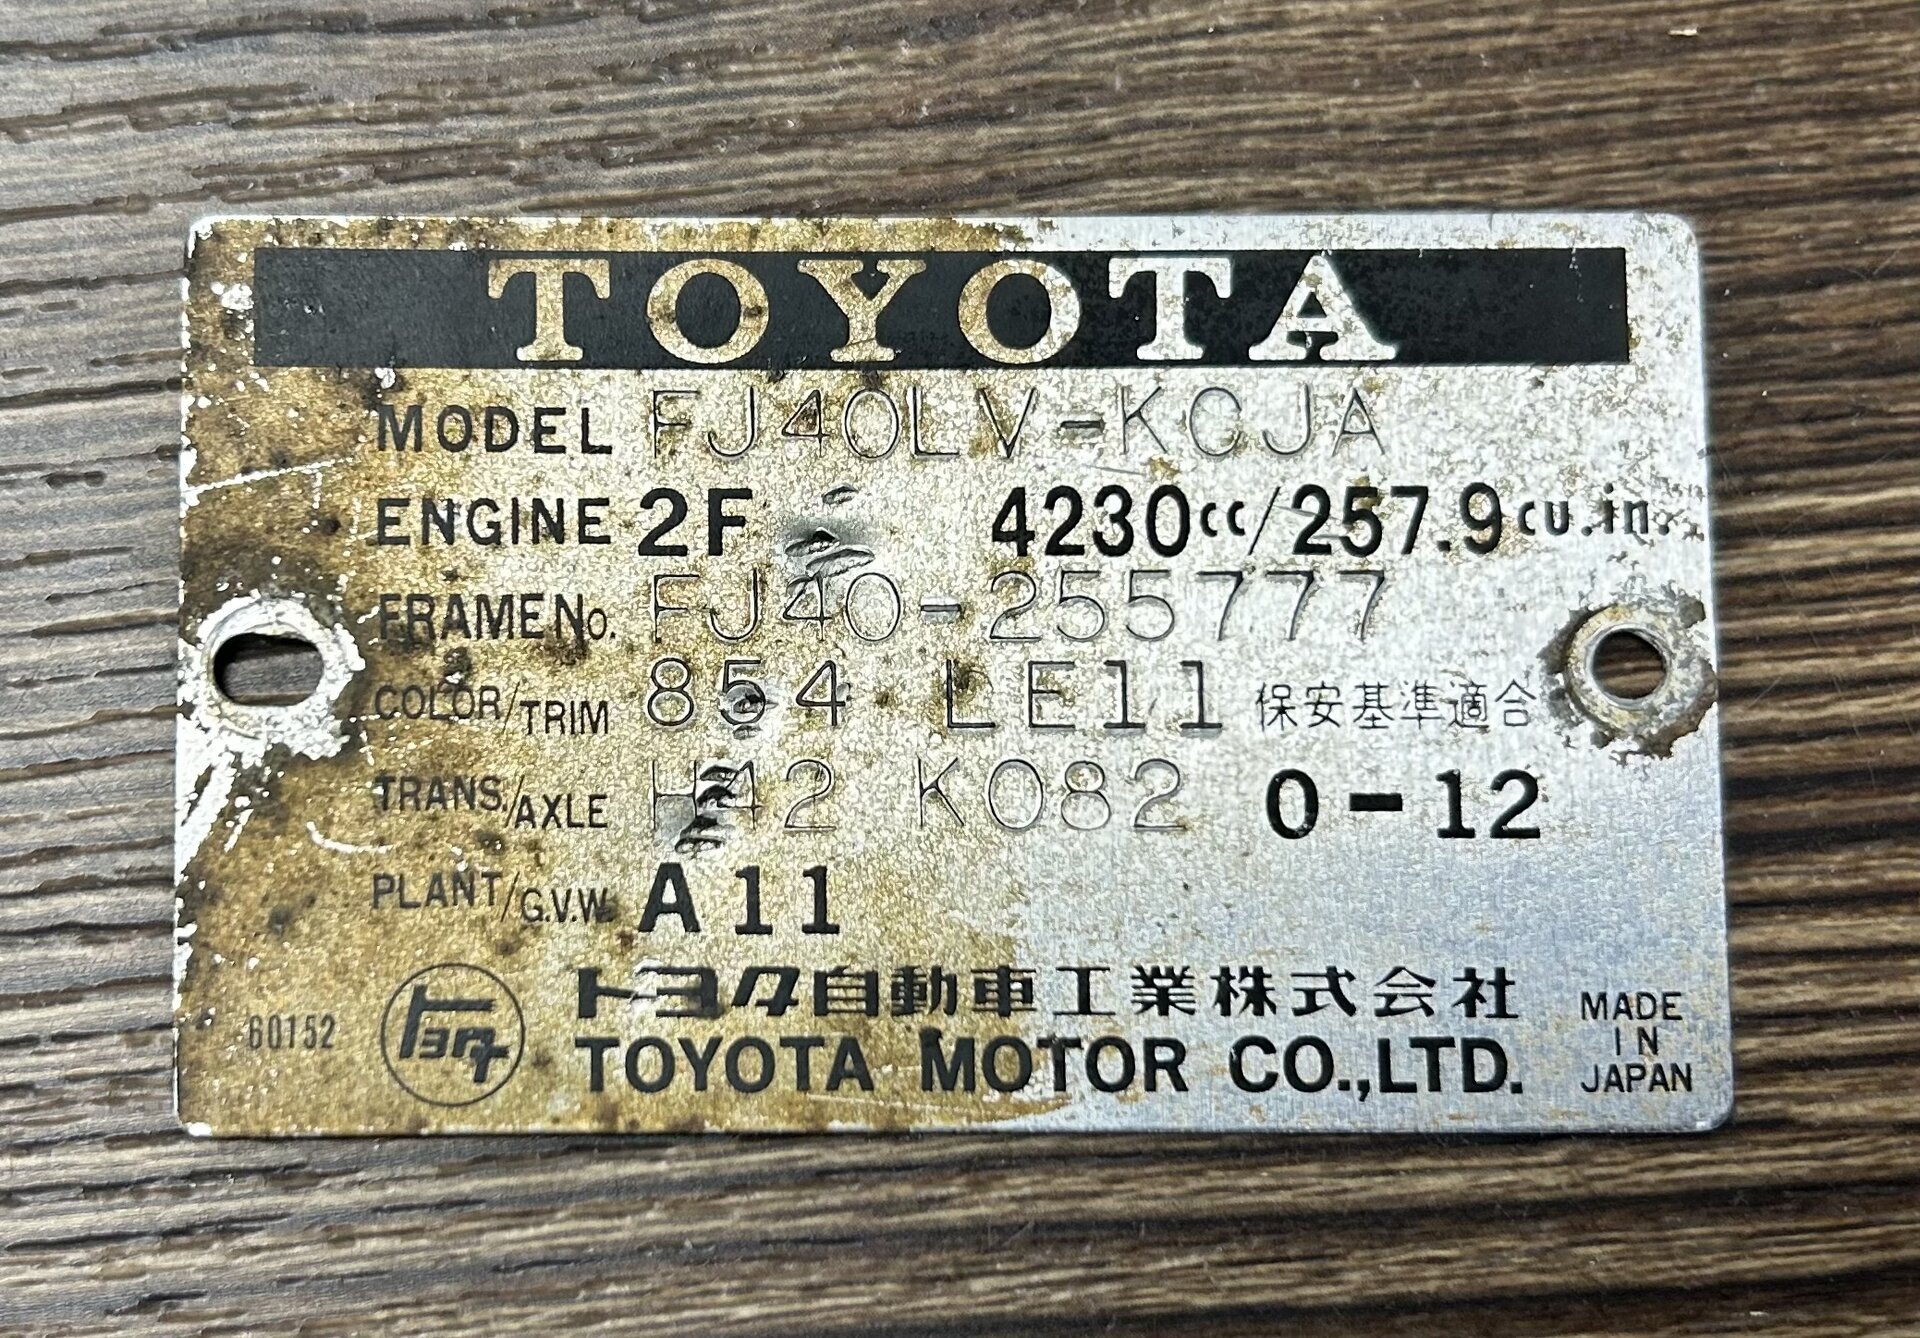 TOYOTA
MODEL FJ40LV-KCJA
ENGINE 2F 4230cc/257.9cu.in.
FRAME No. FJ40-255777
COLOR/TRIM 854 LE11 保安基準適合
TRANS./AXLE H42 K082 0-12
PLANT/G.V.W. A11
トヨタ自動車工業株式会社
60152 トヨタ TOYOTA MOTOR CO.,LTD.
MADE IN JAPAN